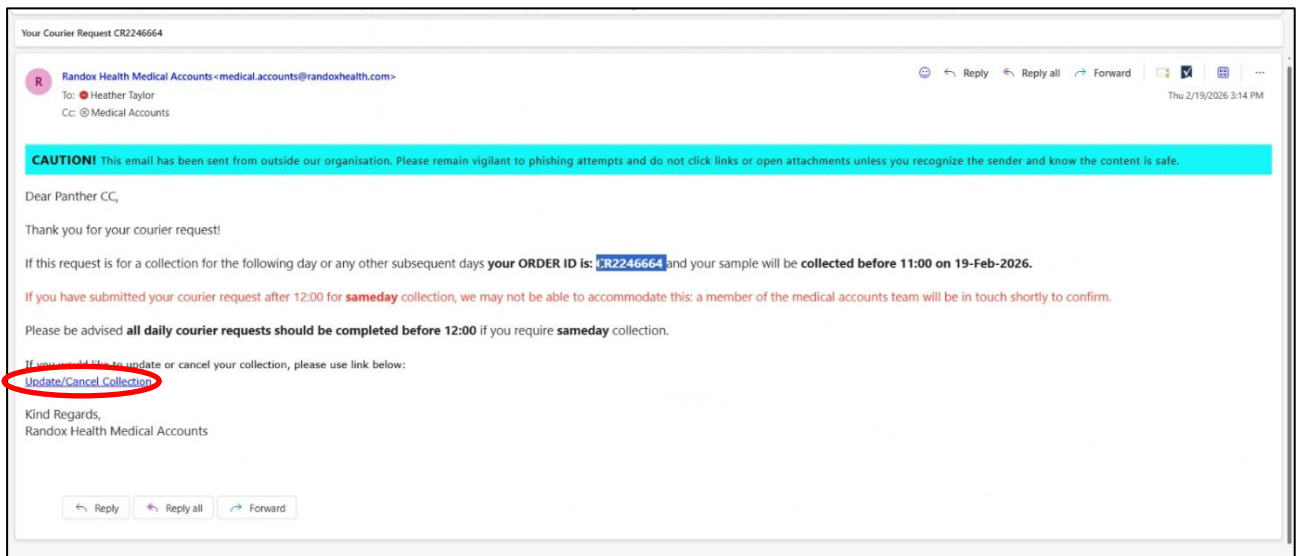 Your Courier Request CR2246664
R
Randox Health Medical Accounts<medical.accounts@randoxhealth.com>
Reply Reply all Forward
To: Heather Taylor
Thu 2/19/2026 3:14 PM
Cc: Medical Accounts
CAUTION! This email has been sent from outside our organisation. Please remain vigilant to phishing attempts and do not click links or open attachments unless you recognize the sender and know the content is safe.
Dear Panther CC,
Thank you for your courier request!
If this request is for a collection for the following day or any other subsequent days your ORDER ID is: CR2246664 and your sample will be collected before 11:00 on 19-Feb-2026.
If you have submitted your courier request after 12:00 for sameday collection, we may not be able to accommodate this: a member of the medical accounts team will be in touch shortly to confirm.
Please be advised all daily courier requests should be completed before 12:00 if you require sameday collection.
If you would like to update or cancel your collection, please use link below:
Update/Cancel Collection
Kind Regards,
Randox Health Medical Accounts
Reply Reply all Forward